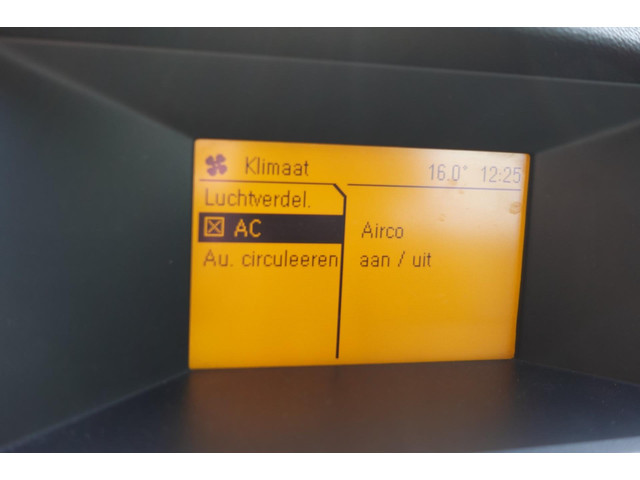 Klimaat 16.0° 12:25
Luchtverdel.
AC
Au. circuleeren
Airco
aan / uit